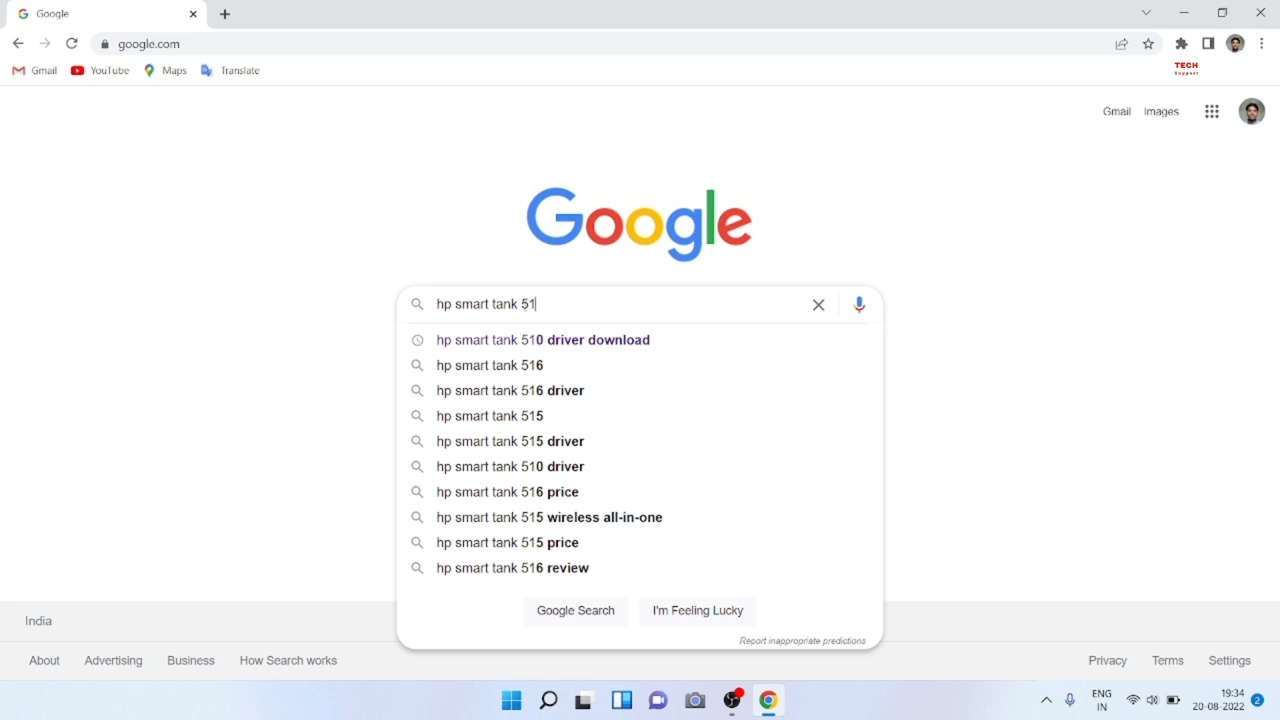 Google
google.com
Gmail YouTube Maps Translate
TECH
Support
Gmail Images
Google
hp smart tank 51
hp smart tank 510 driver download
hp smart tank 516
hp smart tank 516 driver
hp smart tank 515
hp smart tank 515 driver
hp smart tank 510 driver
hp smart tank 516 price
hp smart tank 515 wireless all-in-one
hp smart tank 515 price
hp smart tank 516 review
Google Search I'm Feeling Lucky
Report inappropriate predictions
India
About Advertising Business How Search works Privacy Terms Settings
ENG 19:34
IN 20-08-2022 2